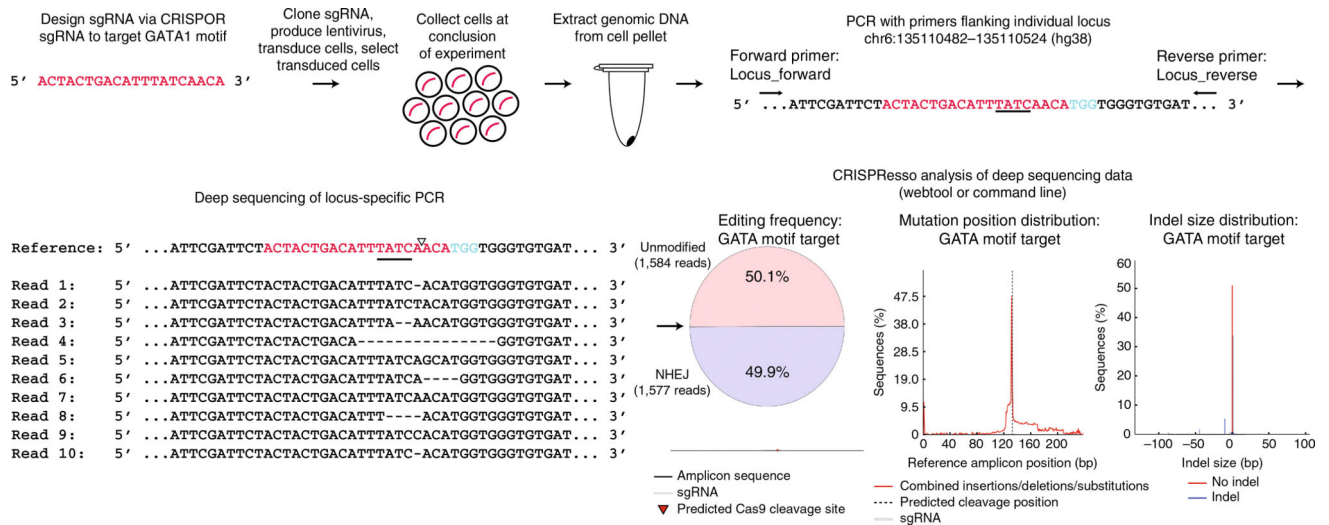 Design sgRNA via CRISPOR
sgRNA to target GATA1 motif
5′ ACTACTGACATTTATCAACA 3′
Clone sgRNA,
produce lentivirus,
transduce cells, select
transduced cells
Collect cells at
conclusion
of experiment
Extract genomic DNA
from cell pellet
PCR with primers flanking individual locus
chr6:135110482–135110524 (hg38)
Forward primer:
Locus_forward
Reverse primer:
Locus_reverse
5′ ...ATTCGATTCTACTACTGACATTTATCAACATGGTGGGTGTGAT... 3′
Deep sequencing of locus-specific PCR
Reference: 5′ ...ATTCGATTCTACTACTGACATTTATCAACATGGTGGGTGTGAT... 3′
Read 1: 5′ ...ATTCGATTCTACTACTGACATTTATC-ACATGGTGGGTGTGAT... 3′
Read 2: 5′ ...ATTCGATTCTACTACTGACATTTATCTACATGGTGGGTGTGAT... 3′
Read 3: 5′ ...ATTCGATTCTACTACTGACATTTA--AACATGGTGGGTGTGAT... 3′
Read 4: 5′ ...ATTCGATTCTACTACTGACA----------------GGTGTGAT... 3′
Read 5: 5′ ...ATTCGATTCTACTACTGACATTTATCAGCATGGTGGGTGTGAT... 3′
Read 6: 5′ ...ATTCGATTCTACTACTGACATTTATCA----GGTGGGTGTGAT... 3′
Read 7: 5′ ...ATTCGATTCTACTACTGACATTTATCAACATGGTGGGTGTGAT... 3′
Read 8: 5′ ...ATTCGATTCTACTACTGACATTT----ACATGGTGGGTGTGAT... 3′
Read 9: 5′ ...ATTCGATTCTACTACTGACATTTATCCACATGGTGGGTGTGAT... 3′
Read 10: 5′ ...ATTCGATTCTACTACTGACATTTATC-ACATGGTGGGTGTGAT... 3′
CRISPResso analysis of deep sequencing data
(webtool or command line)
Editing frequency:
GATA motif target
Unmodified
(1,584 reads)
50.1%
49.9%
NHEJ
(1,577 reads)
Amplicon sequence
sgRNA
Predicted Cas9 cleavage site
Mutation position distribution:
GATA motif target
Sequences (%)
47.5
38.0
28.5
19.0
9.5
0 40 80 120 160 200
Reference amplicon position (bp)
Combined insertions/deletions/substitutions
Predicted cleavage position
sgRNA
Indel size distribution:
GATA motif target
Sequences (%)
60
50
40
30
20
10
0
−100 −50 0 50 100
Indel size (bp)
No indel
Indel